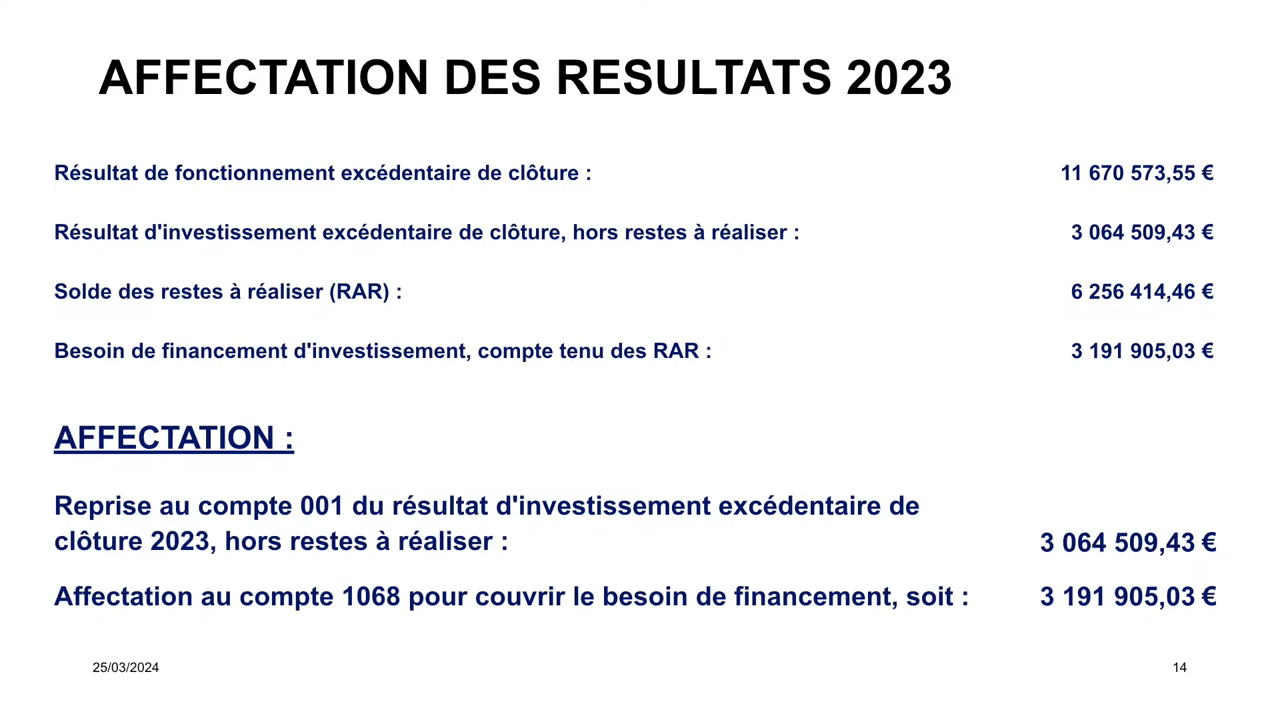 AFFECTATION DES RESULTATS 2023
Résultat de fonctionnement excédentaire de clôture : 11 670 573,55 €
Résultat d'investissement excédentaire de clôture, hors restes à réaliser : 3 064 509,43 €
Solde des restes à réaliser (RAR) : 6 256 414,46 €
Besoin de financement d'investissement, compte tenu des RAR : 3 191 905,03 €
AFFECTATION :
Reprise au compte 001 du résultat d'investissement excédentaire de
clôture 2023, hors restes à réaliser : 3 064 509,43 €
Affectation au compte 1068 pour couvrir le besoin de financement, soit : 3 191 905,03 €
25/03/2024 14